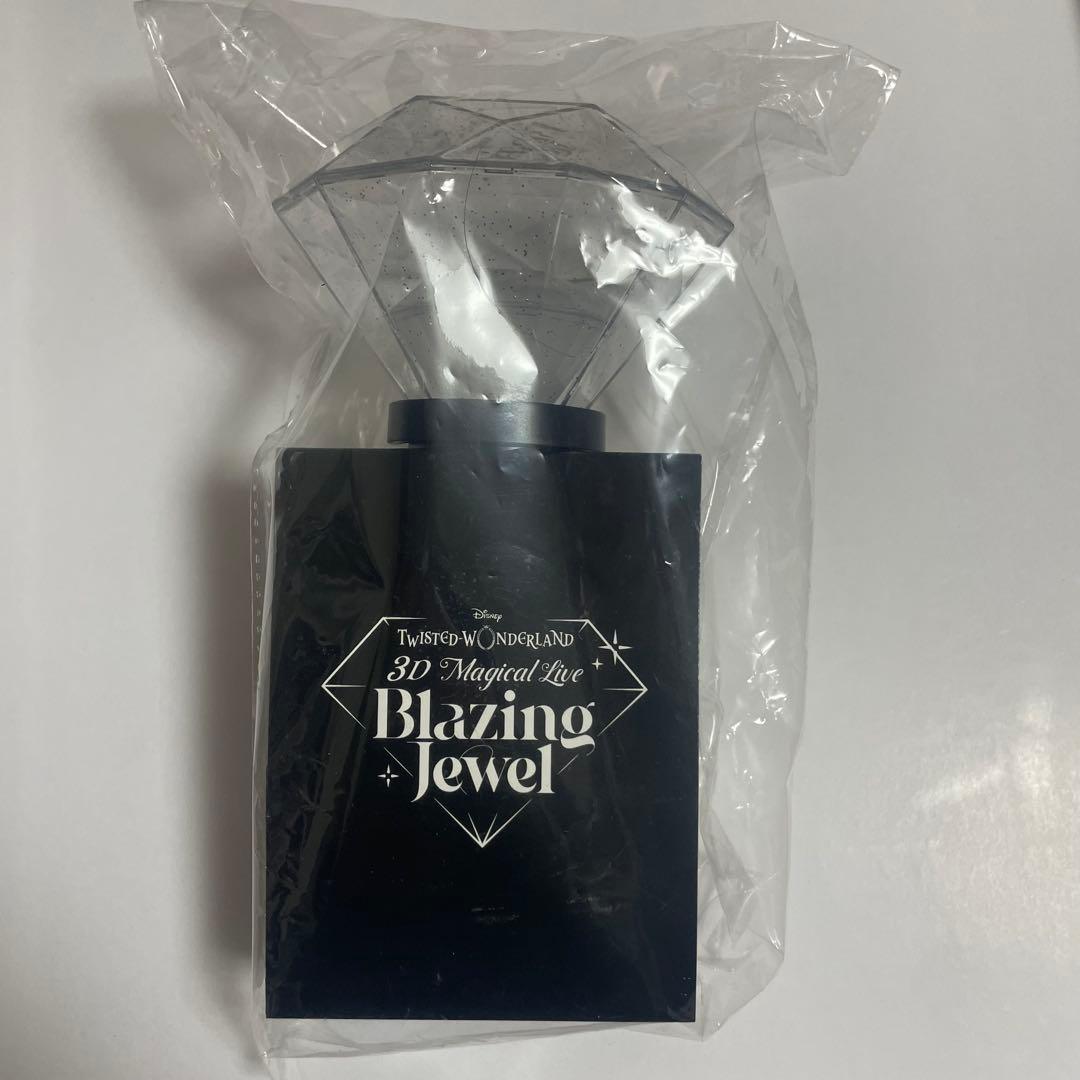 Disney
TWISTED-WONDERLAND
3D Magical Live
Blazing
Jewel